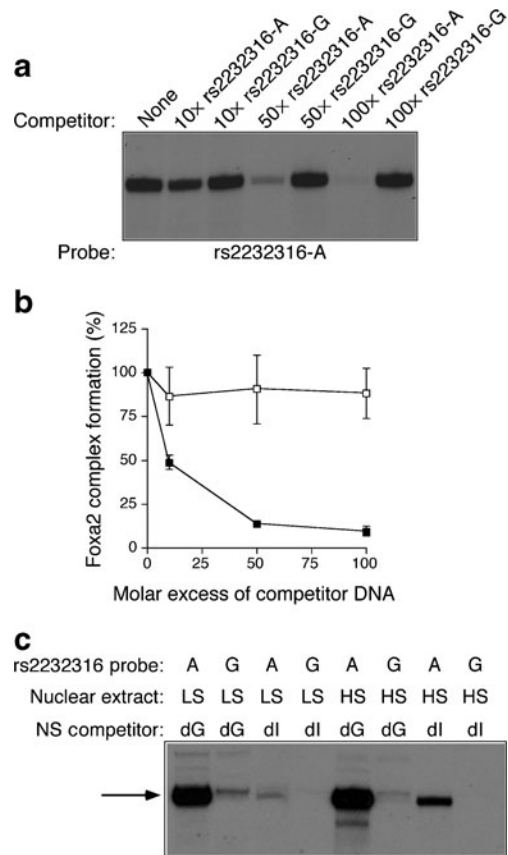 a
Competitor:
None
10× rs2232316-A
10× rs2232316-G
50× rs2232316-A
50× rs2232316-G
100× rs2232316-A
100× rs2232316-G
Probe: rs2232316-A
b
Foxa2 complex formation (%)
125
100
75
50
25
0
0 25 50 75 100
Molar excess of competitor DNA
c
rs2232316 probe: A G A G A G A G
Nuclear extract: LS LS LS LS HS HS HS HS
NS competitor: dG dG dI dI dG dG dI dI